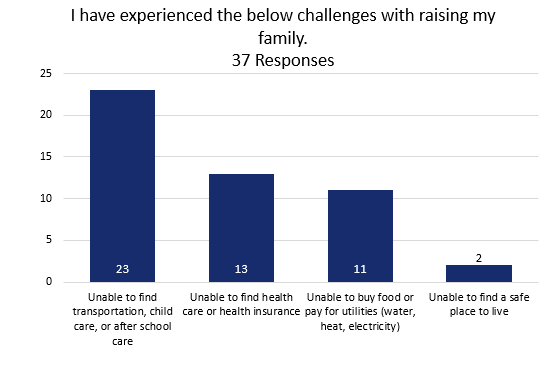 I have experienced the below challenges with raising my
family.
37 Responses
25
20
15
10
5
0
23
13
11
2
Unable to find
transportation, child
care, or after school
care
Unable to find health
care or health insurance
Unable to buy food or
pay for utilities (water,
heat, electricity)
Unable to find a safe
place to live